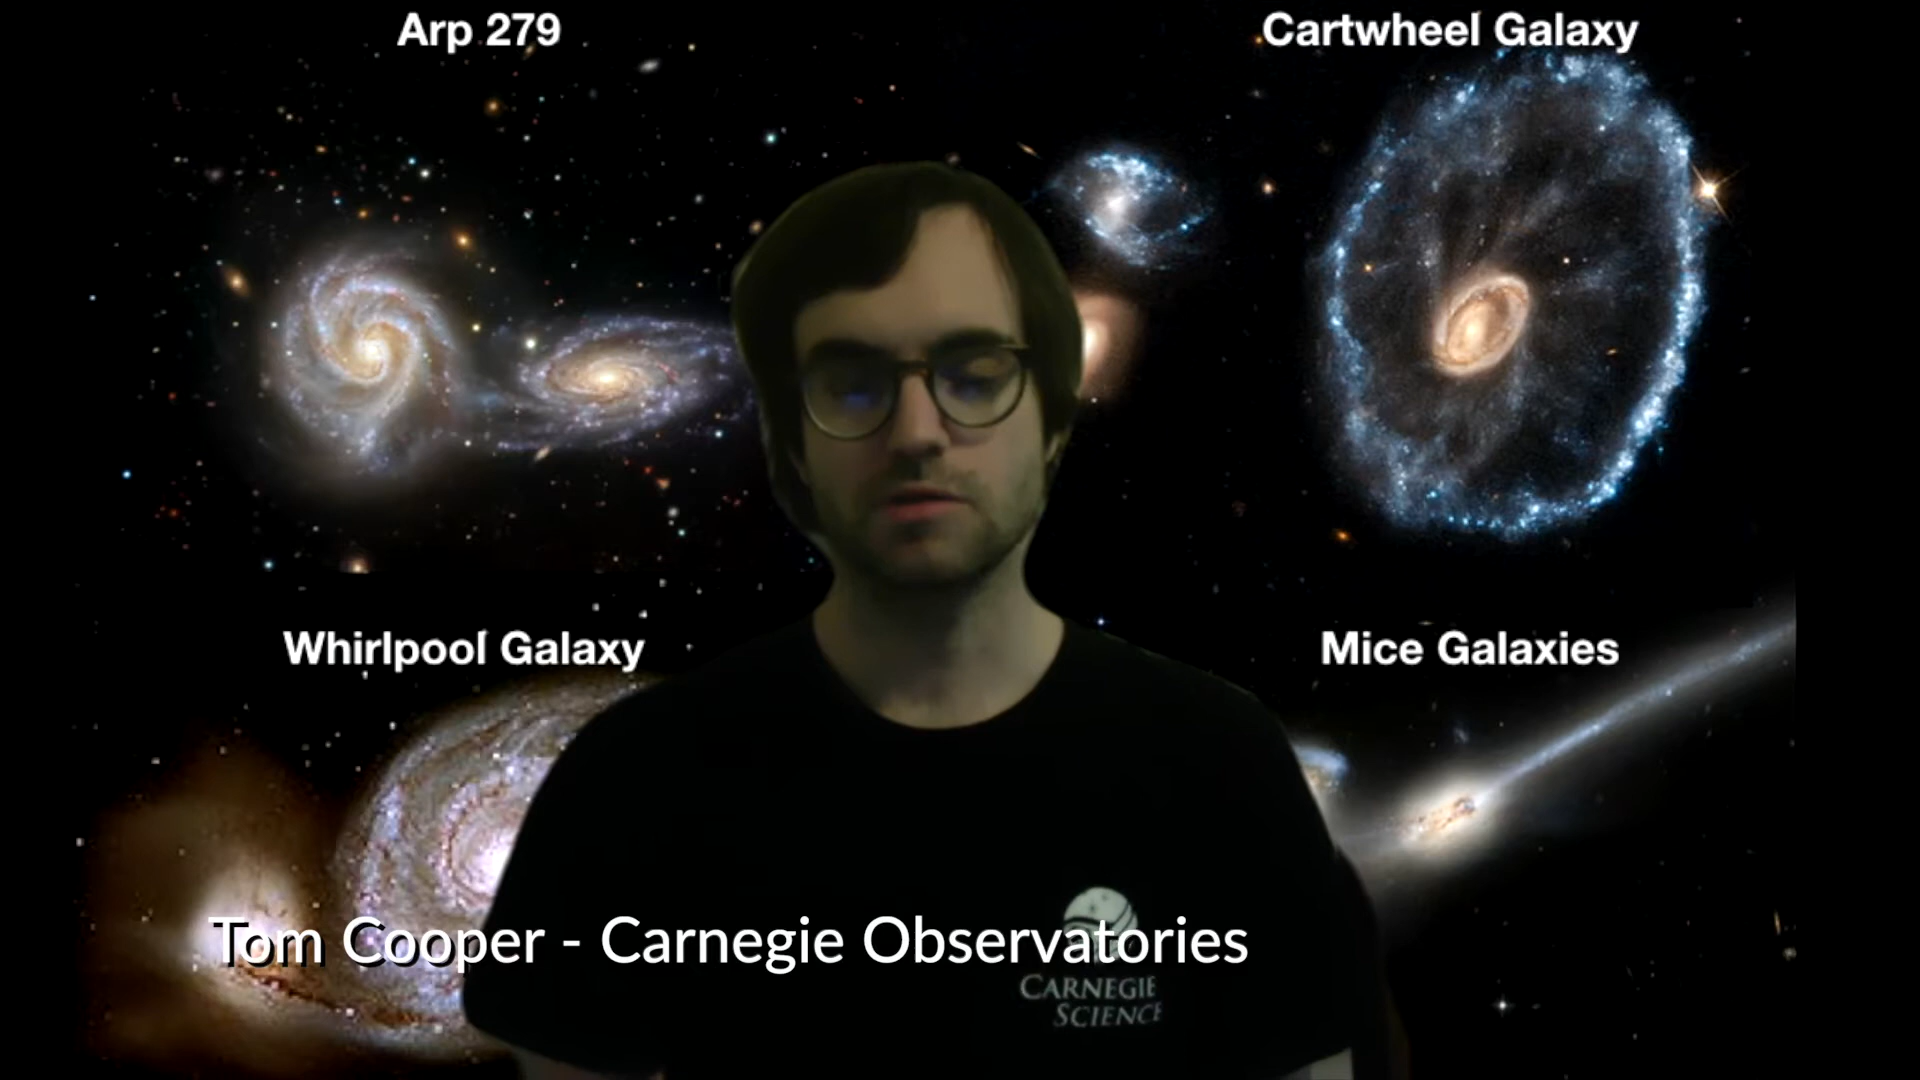 Arp 279
Cartwheel Galaxy
Whirlpool Galaxy
Mice Galaxies
Tom Cooper - Carnegie Observatories
CARNEGIE
SCIENCE